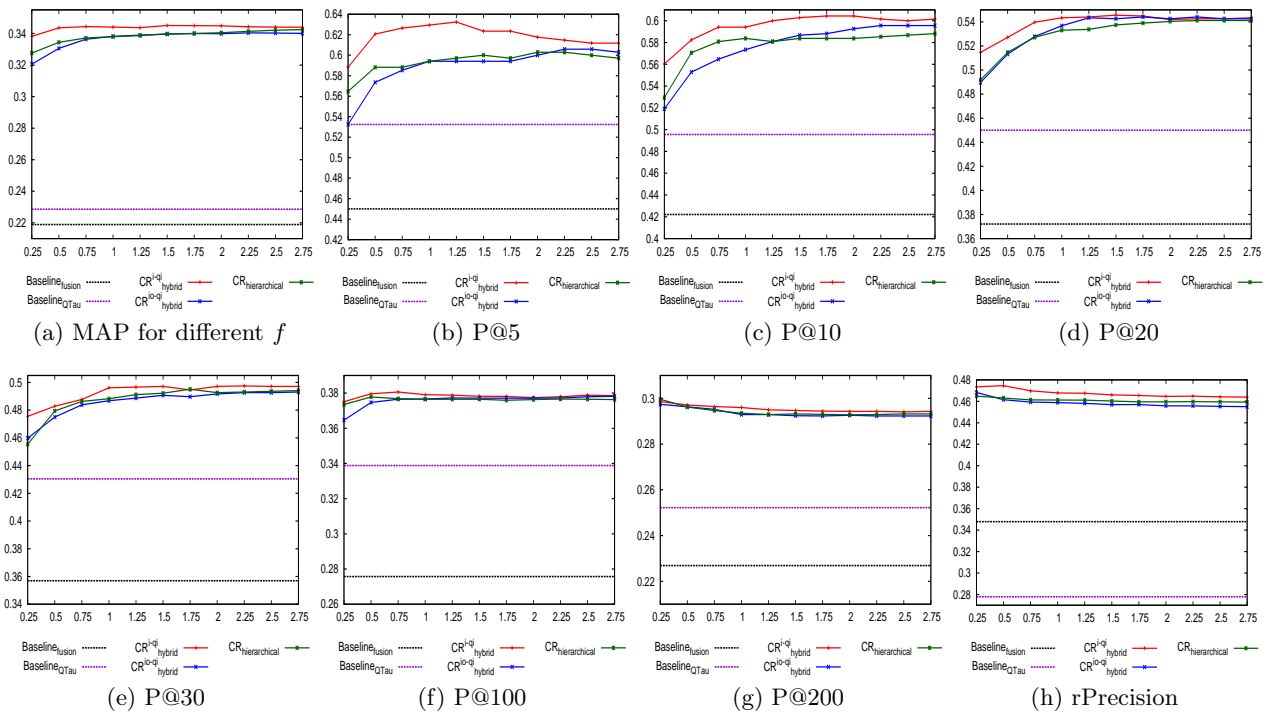 0.34
0.32
0.3
0.28
0.26
0.24
0.22
0.25 0.5 0.75 1 1.25 1.5 1.75 2 2.25 2.5 2.75
Baseline_fusion CR^i-qi_hybrid CR_hierarchical
Baseline_QTau CR^io-qi_hybrid
(a) MAP for different f
0.64
0.62
0.6
0.58
0.56
0.54
0.52
0.5
0.48
0.46
0.44
0.42
0.25 0.5 0.75 1 1.25 1.5 1.75 2 2.25 2.5 2.75
Baseline_fusion CR^i-qi_hybrid CR_hierarchical
Baseline_QTau CR^io-qi_hybrid
(b) P@5
0.6
0.58
0.56
0.54
0.52
0.5
0.48
0.46
0.44
0.42
0.4
0.25 0.5 0.75 1 1.25 1.5 1.75 2 2.25 2.5 2.75
Baseline_fusion CR^i-qi_hybrid CR_hierarchical
Baseline_QTau CR^io-qi_hybrid
(c) P@10
0.54
0.52
0.5
0.48
0.46
0.44
0.42
0.4
0.38
0.36
0.25 0.5 0.75 1 1.25 1.5 1.75 2 2.25 2.5 2.75
Baseline_fusion CR^i-qi_hybrid CR_hierarchical
Baseline_QTau CR^io-qi_hybrid
(d) P@20
0.5
0.48
0.46
0.44
0.42
0.4
0.38
0.36
0.34
0.25 0.5 0.75 1 1.25 1.5 1.75 2 2.25 2.5 2.75
Baseline_fusion CR^i-qi_hybrid CR_hierarchical
Baseline_QTau CR^io-qi_hybrid
(e) P@30
0.38
0.36
0.34
0.32
0.3
0.28
0.26
0.25 0.5 0.75 1 1.25 1.5 1.75 2 2.25 2.5 2.75
Baseline_fusion CR^i-qi_hybrid CR_hierarchical
Baseline_QTau CR^io-qi_hybrid
(f) P@100
0.3
0.28
0.26
0.24
0.22
0.25 0.5 0.75 1 1.25 1.5 1.75 2 2.25 2.5 2.75
Baseline_fusion CR^i-qi_hybrid CR_hierarchical
Baseline_QTau CR^io-qi_hybrid
(g) P@200
0.48
0.46
0.44
0.42
0.4
0.38
0.36
0.34
0.32
0.3
0.28
0.25 0.5 0.75 1 1.25 1.5 1.75 2 2.25 2.5 2.75
Baseline_fusion CR^i-qi_hybrid CR_hierarchical
Baseline_QTau CR^io-qi_hybrid
(h) rPrecision